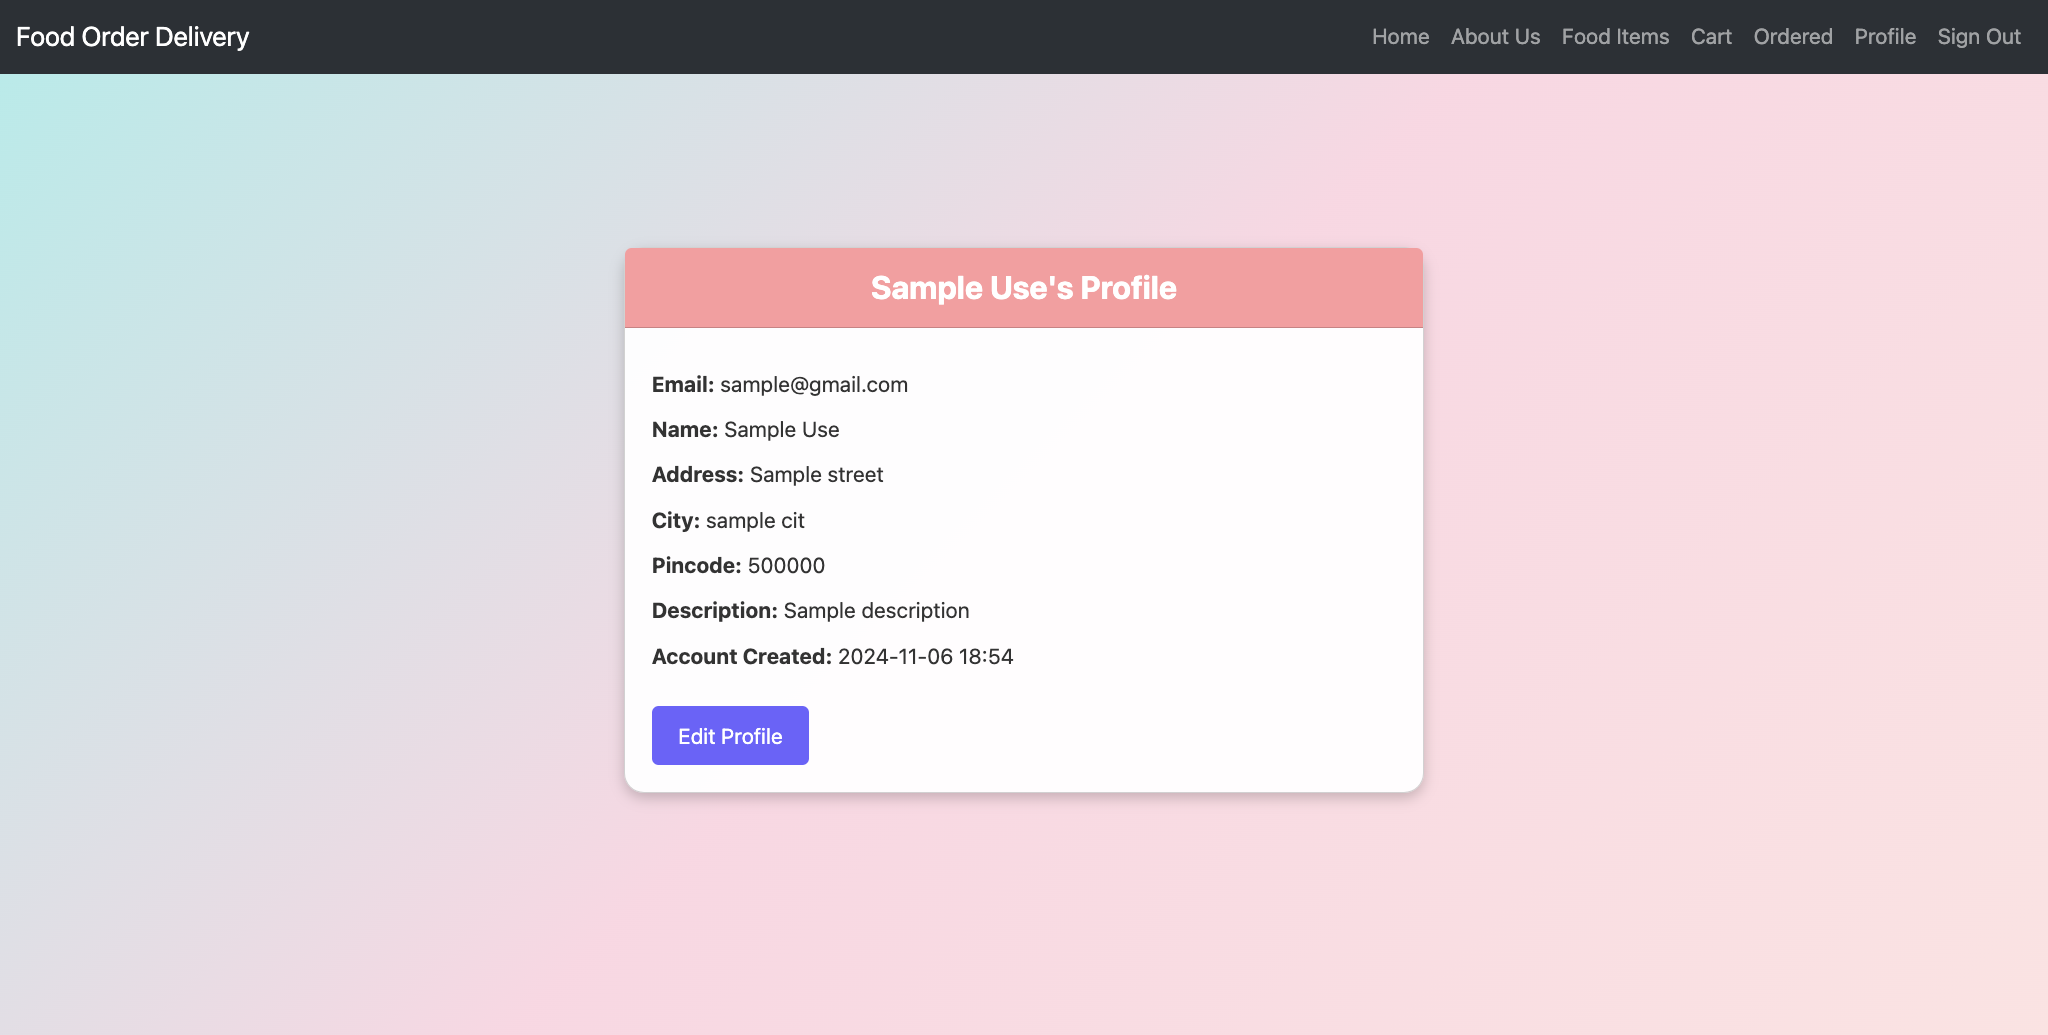 Food Order Delivery
Home About Us Food Items Cart Ordered Profile Sign Out
Sample Use's Profile
Email: sample@gmail.com
Name: Sample Use
Address: Sample street
City: sample cit
Pincode: 500000
Description: Sample description
Account Created: 2024-11-06 18:54
Edit Profile